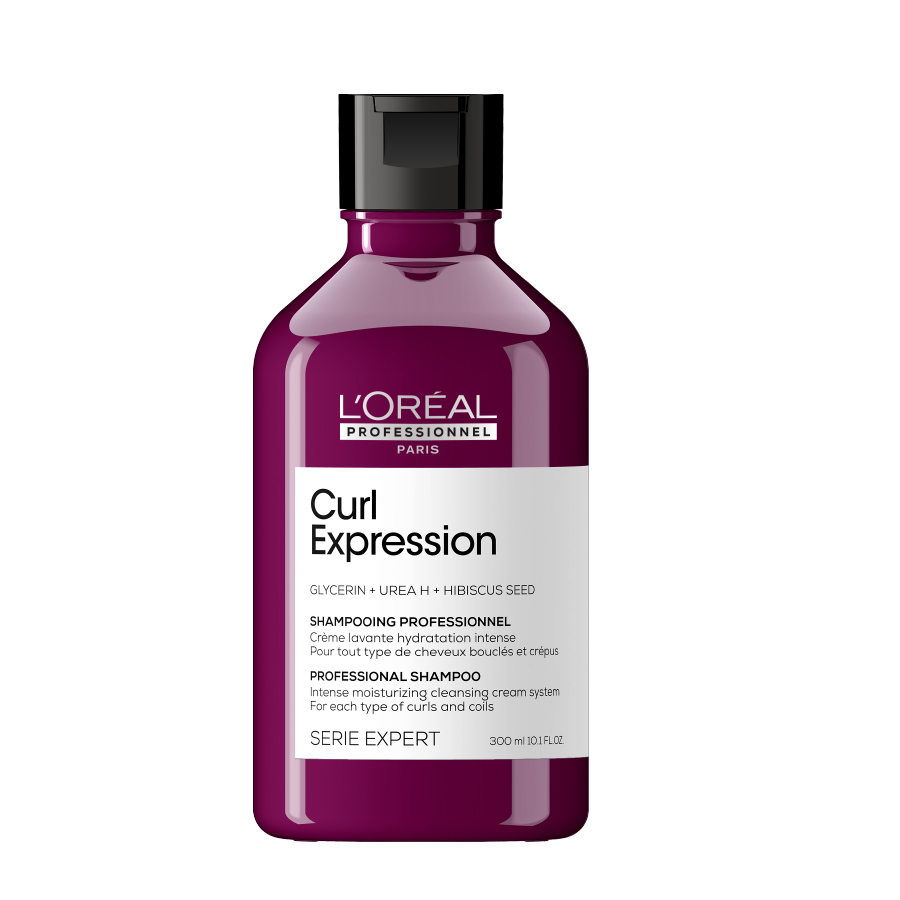 L'ORÉAL
PROFESSIONNEL
PARIS
Curl
Expression
GLYCERIN + UREA H + HIBISCUS SEED
SHAMPOOING PROFESSIONNEL
Crème lavante hydratation intense
Pour tout type de cheveux bouclés et crépus
PROFESSIONAL SHAMPOO
Intense moisturizing cleansing cream system
For each type of curls and coils
SERIE EXPERT 300 ml 10.1 FL.OZ.